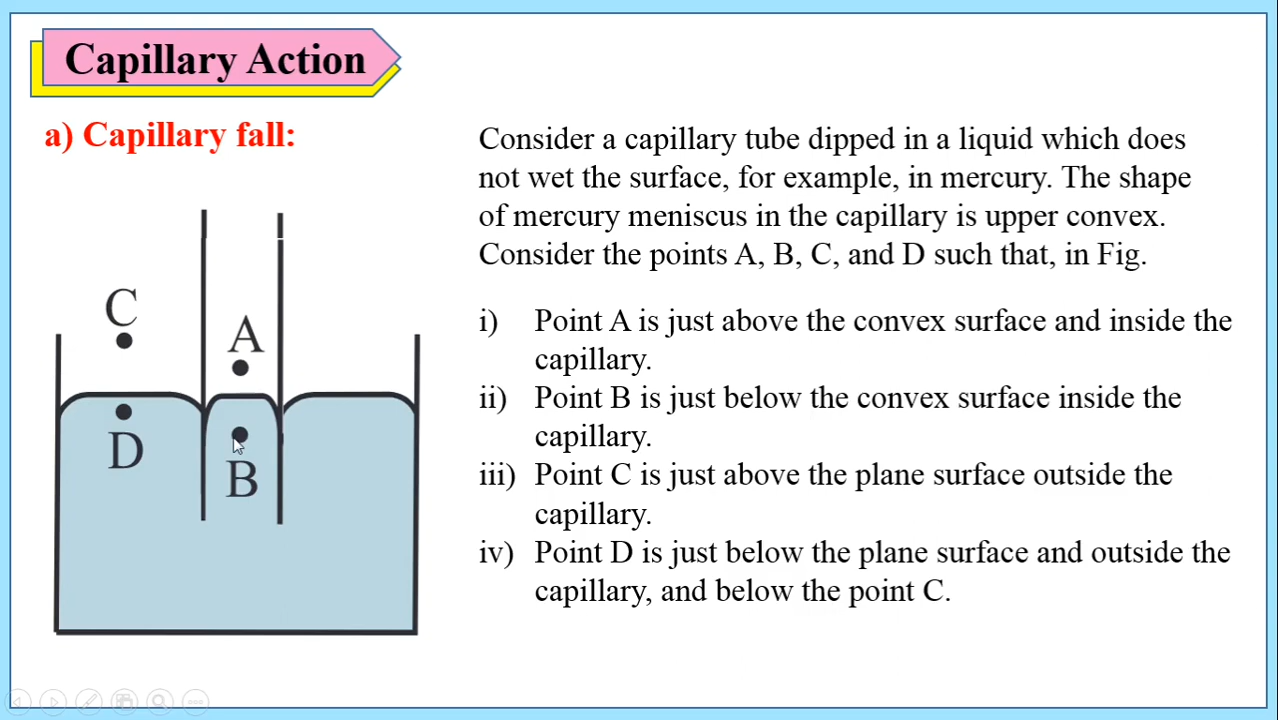 Capillary Action
a) Capillary fall:
Consider a capillary tube dipped in a liquid which does
not wet the surface, for example, in mercury. The shape
of mercury meniscus in the capillary is upper convex.
Consider the points A, B, C, and D such that, in Fig.
i) Point A is just above the convex surface and inside the
capillary.
ii) Point B is just below the convex surface inside the
capillary.
iii) Point C is just above the plane surface outside the
capillary.
iv) Point D is just below the plane surface and outside the
capillary, and below the point C.
C
A
D
B